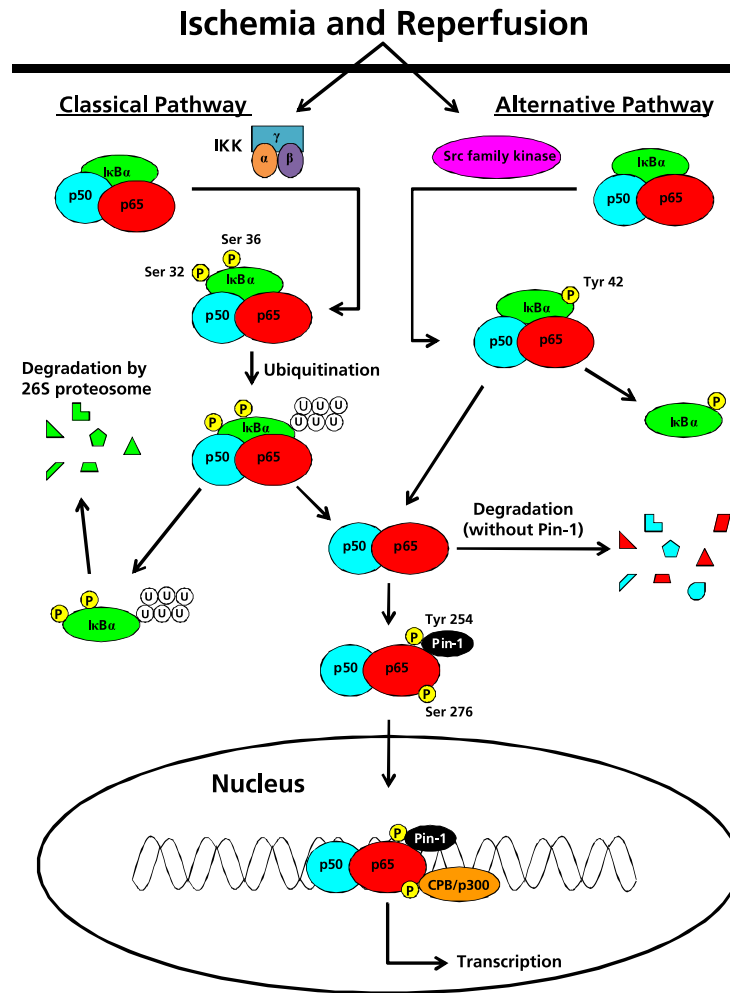 Ischemia and Reperfusion
Classical Pathway
Alternative Pathway
IKK
γ
α
β
Src family kinase
IκBα
p50
p65
IκBα
p50
p65
Ser 36
Ser 32
P
P
IκBα
p50
p65
P
Tyr 42
IκBα
p50
p65
Degradation by
26S proteosome
Ubiquitination
P
P
U U U
U U U
IκBα
p50
p65
P
IκBα
Degradation
(without Pin-1)
p50
p65
P
P
U U U
U U U
IκBα
Tyr 254
P
Pin-1
p50
p65
P
Ser 276
Nucleus
P
Pin-1
p50
p65
P
CPB/p300
Transcription